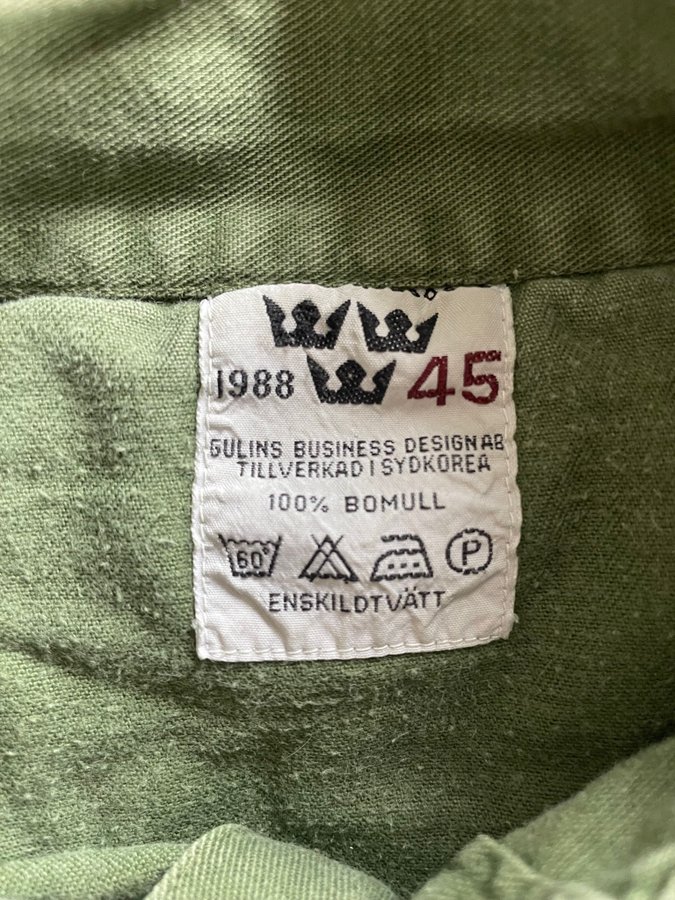 1988 45
GULINS BUSINESS DESIGN AB
TILLVERKAD I SYDKOREA
100% BOMULL
60° P
ENSKILDTVÄTT